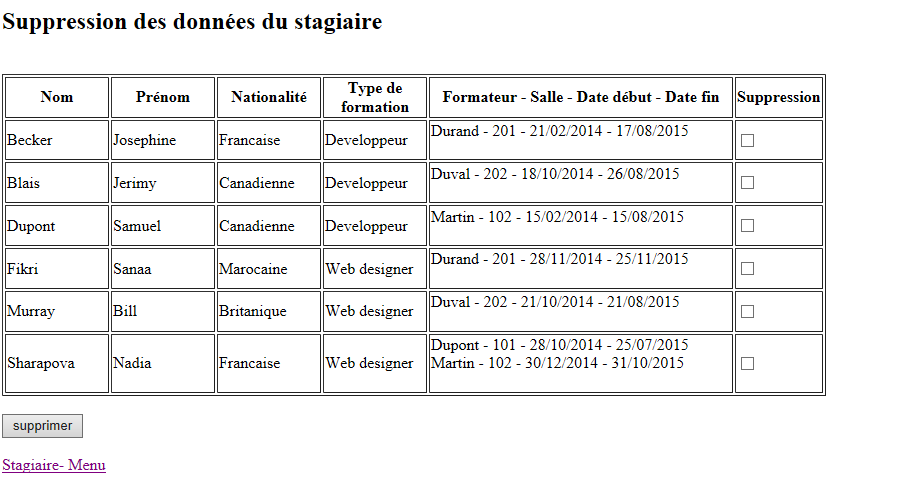 Suppression des données du stagiaire
Nom Prénom Nationalité Type de formation Formateur - Salle - Date début - Date fin Suppression
Becker Josephine Francaise Developpeur Durand - 201 - 21/02/2014 - 17/08/2015
Blais Jerimy Canadienne Developpeur Duval - 202 - 18/10/2014 - 26/08/2015
Dupont Samuel Canadienne Developpeur Martin - 102 - 15/02/2014 - 15/08/2015
Fikri Sanaa Marocaine Web designer Durand - 201 - 28/11/2014 - 25/11/2015
Murray Bill Britanique Web designer Duval - 202 - 21/10/2014 - 21/08/2015
Sharapova Nadia Francaise Web designer Dupont - 101 - 28/10/2014 - 25/07/2015
Martin - 102 - 30/12/2014 - 31/10/2015
supprimer
Stagiaire- Menu